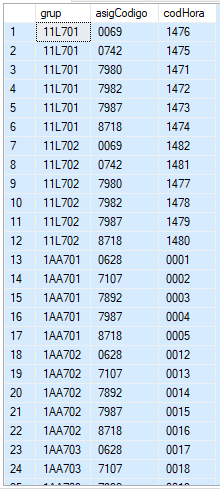 grup asigCodigo codHora
1 11L701 0069 1476
2 11L701 0742 1475
3 11L701 7980 1471
4 11L701 7982 1472
5 11L701 7987 1473
6 11L701 8718 1474
7 11L702 0069 1482
8 11L702 0742 1481
9 11L702 7980 1477
10 11L702 7982 1478
11 11L702 7987 1479
12 11L702 8718 1480
13 1AA701 0628 0001
14 1AA701 7107 0002
15 1AA701 7892 0003
16 1AA701 7987 0004
17 1AA701 8718 0005
18 1AA702 0628 0012
19 1AA702 7107 0013
20 1AA702 7892 0014
21 1AA702 7987 0015
22 1AA702 8718 0016
23 1AA703 0628 0017
24 1AA703 7107 0018